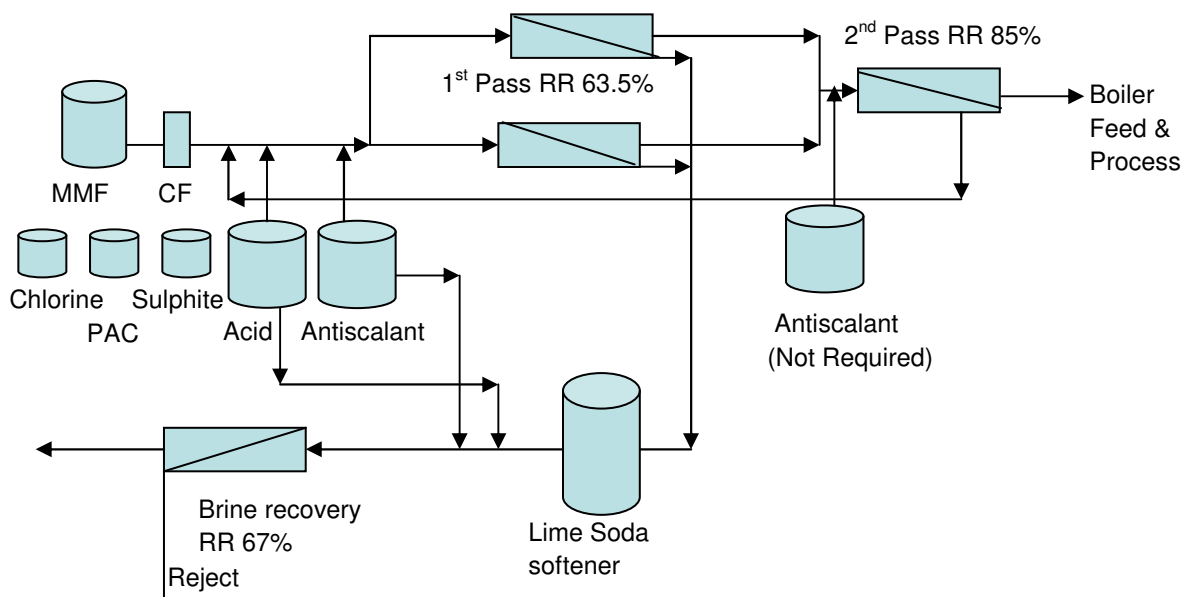 2nd Pass RR 85%
1st Pass RR 63.5%
Boiler
Feed &
Process
MMF
CF
Chlorine
PAC
Sulphite
Acid
Antiscalant
Antiscalant
(Not Required)
Brine recovery
RR 67%
Reject
Lime Soda
softener